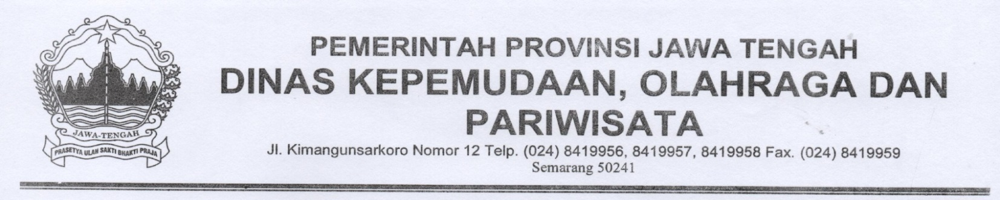 PEMERINTAH PROVINSI JAWA TENGAH
DINAS KEPEMUDAAN, OLAHRAGA DAN
PARIWISATA
Jl. Kimangunsarkoro Nomor 12 Telp. (024) 8419956, 8419957, 8419958 Fax. (024) 8419959
Semarang 50241
JAWA-TENGAH
PRASETYA ULAH SAKTI BHAKTI PRAJA